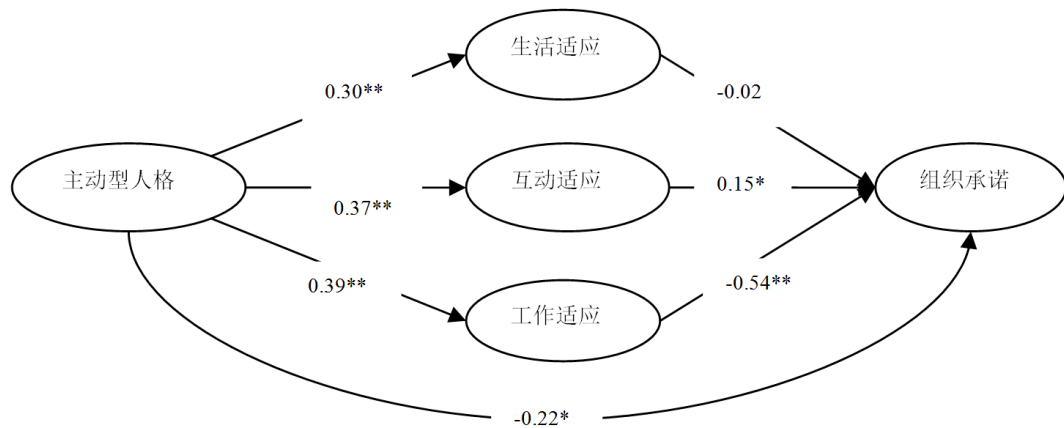 生活适应
0.30**
-0.02
主动型人格
互动适应
组织承诺
0.37**
0.15*
0.39**
-0.54**
工作适应
-0.22*